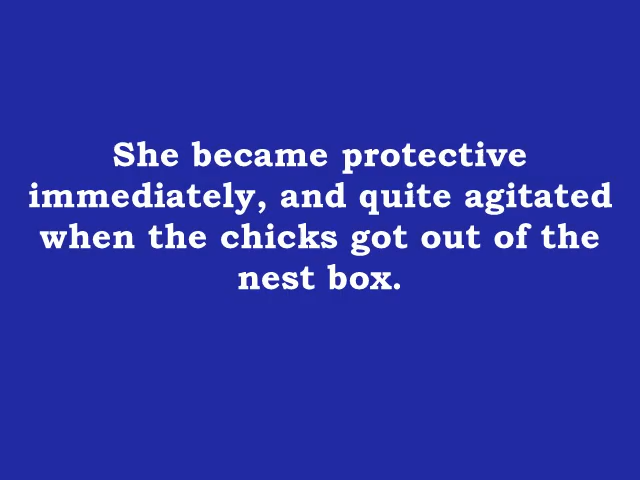 She became protective
immediately, and quite agitated
when the chicks got out of the
nest box.